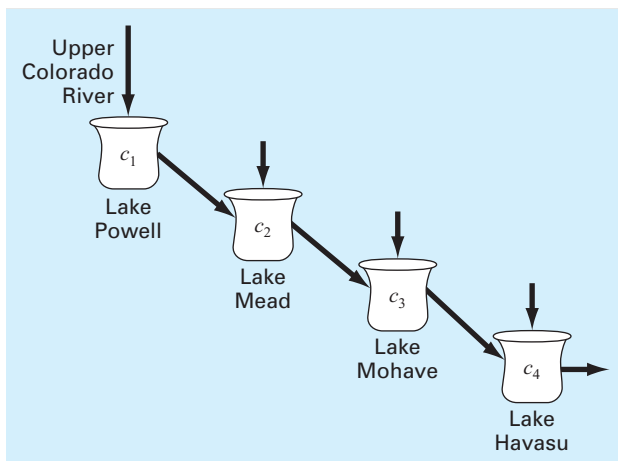 Upper
Colorado
River
c1
Lake
Powell
c2
Lake
Mead
c3
Lake
Mohave
c4
Lake
Havasu